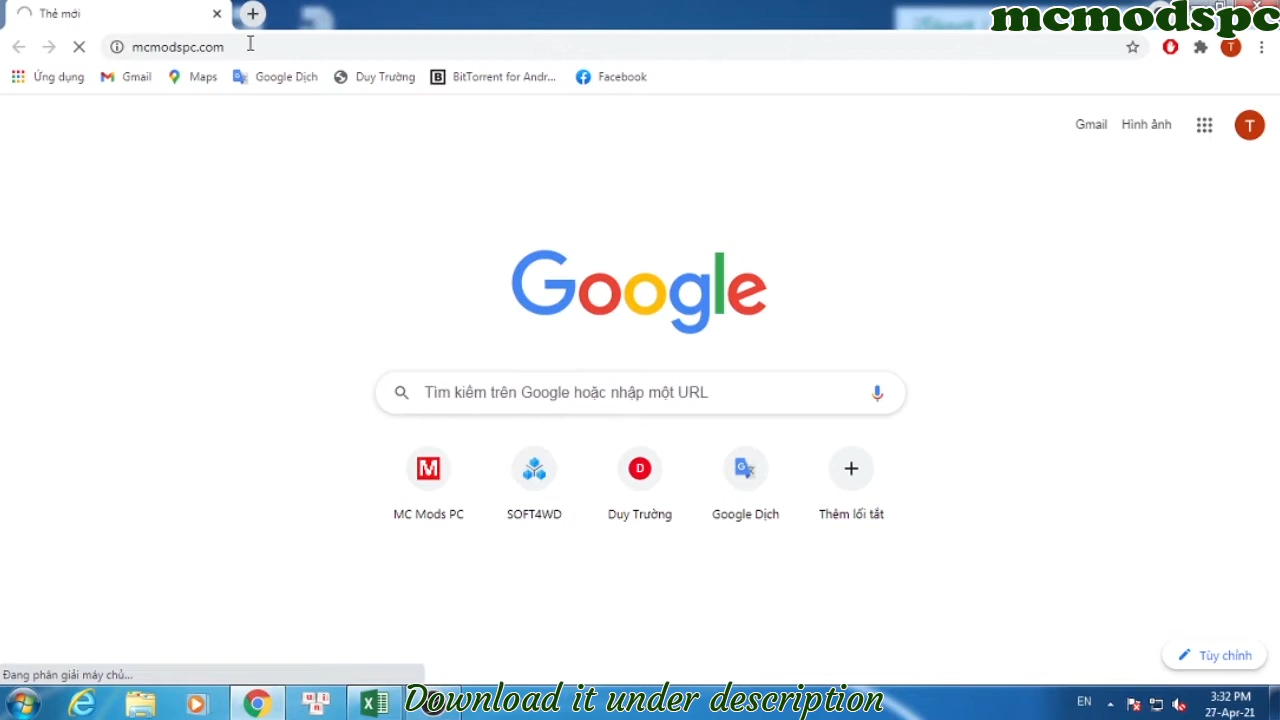 Thẻ mới
mcmodspc
mcmodspc.com
Ứng dụng Gmail Maps Google Dịch Duy Trường BitTorrent for Andr... Facebook
Gmail Hình ảnh T
Google
Tìm kiếm trên Google hoặc nhập một URL
MC Mods PC SOFT4WD Duy Trường Google Dịch Thêm lối tắt
Tùy chỉnh
Đang phân giải máy chủ...
Download it under description
EN
3:32 PM
27-Apr-21